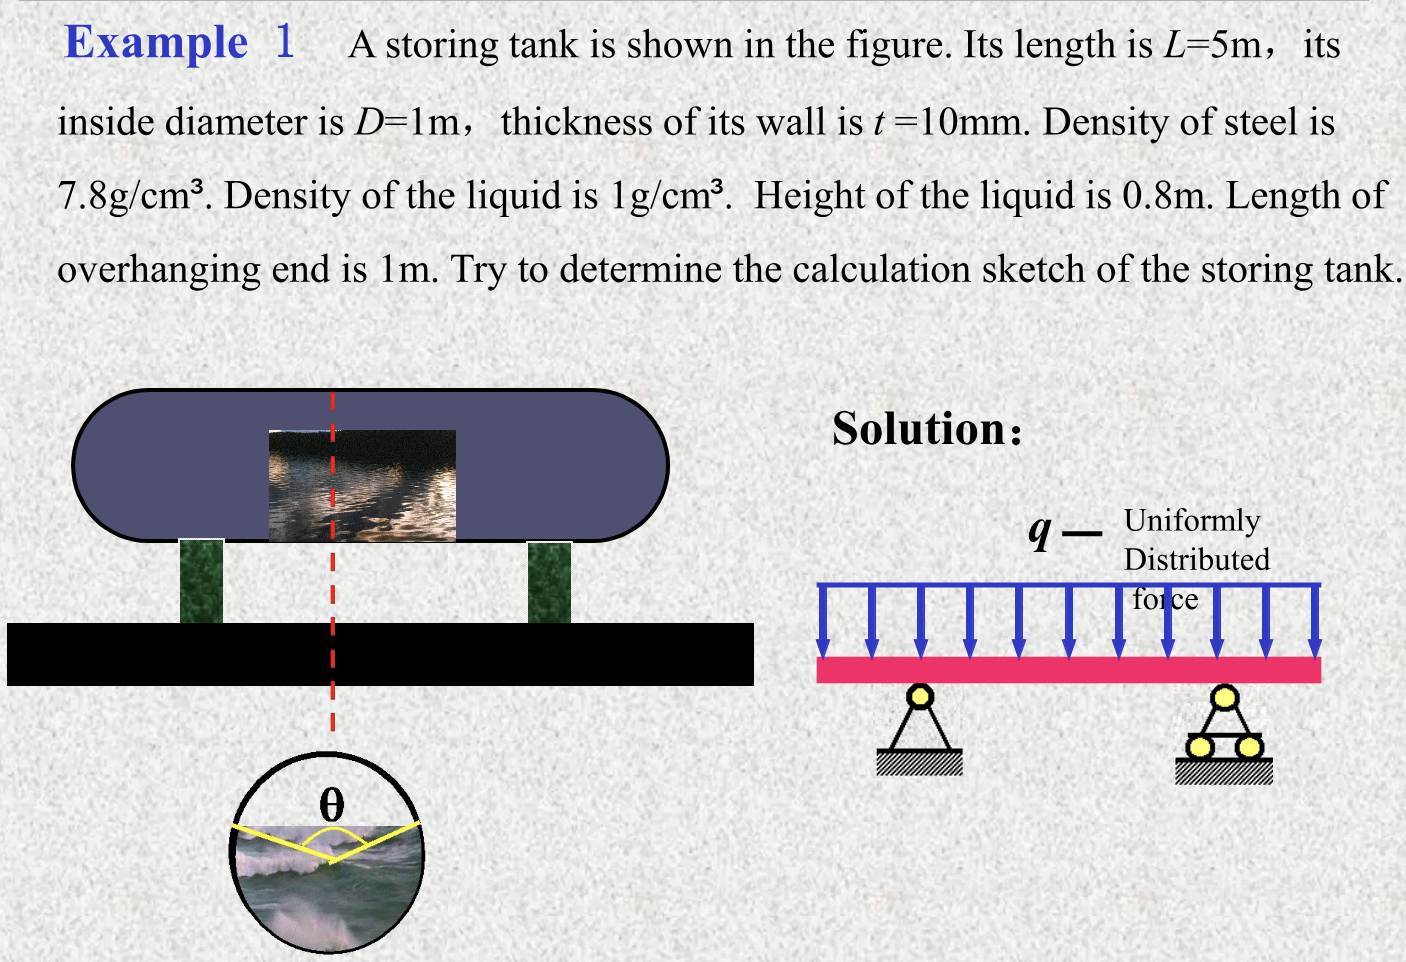 Example 1 A storing tank is shown in the figure. Its length is L=5m， its
inside diameter is D=1m， thickness of its wall is t =10mm. Density of steel is
7.8g/cm³. Density of the liquid is 1g/cm³. Height of the liquid is 0.8m. Length of
overhanging end is 1m. Try to determine the calculation sketch of the storing tank.
Solution：
q — Uniformly
Distributed
force
θ